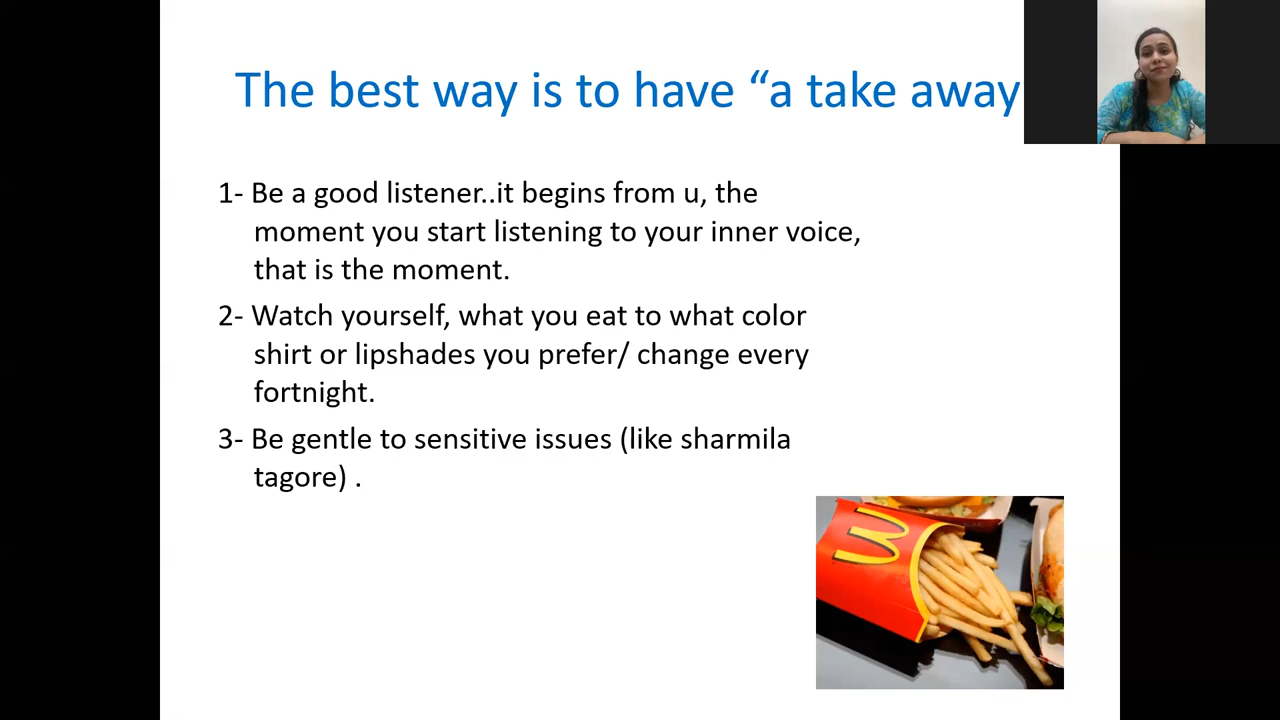 The best way is to have “a take away
1- Be a good listener..it begins from u, the
moment you start listening to your inner voice,
that is the moment.
2- Watch yourself, what you eat to what color
shirt or lipshades you prefer/ change every
fortnight.
3- Be gentle to sensitive issues (like sharmila
tagore) .